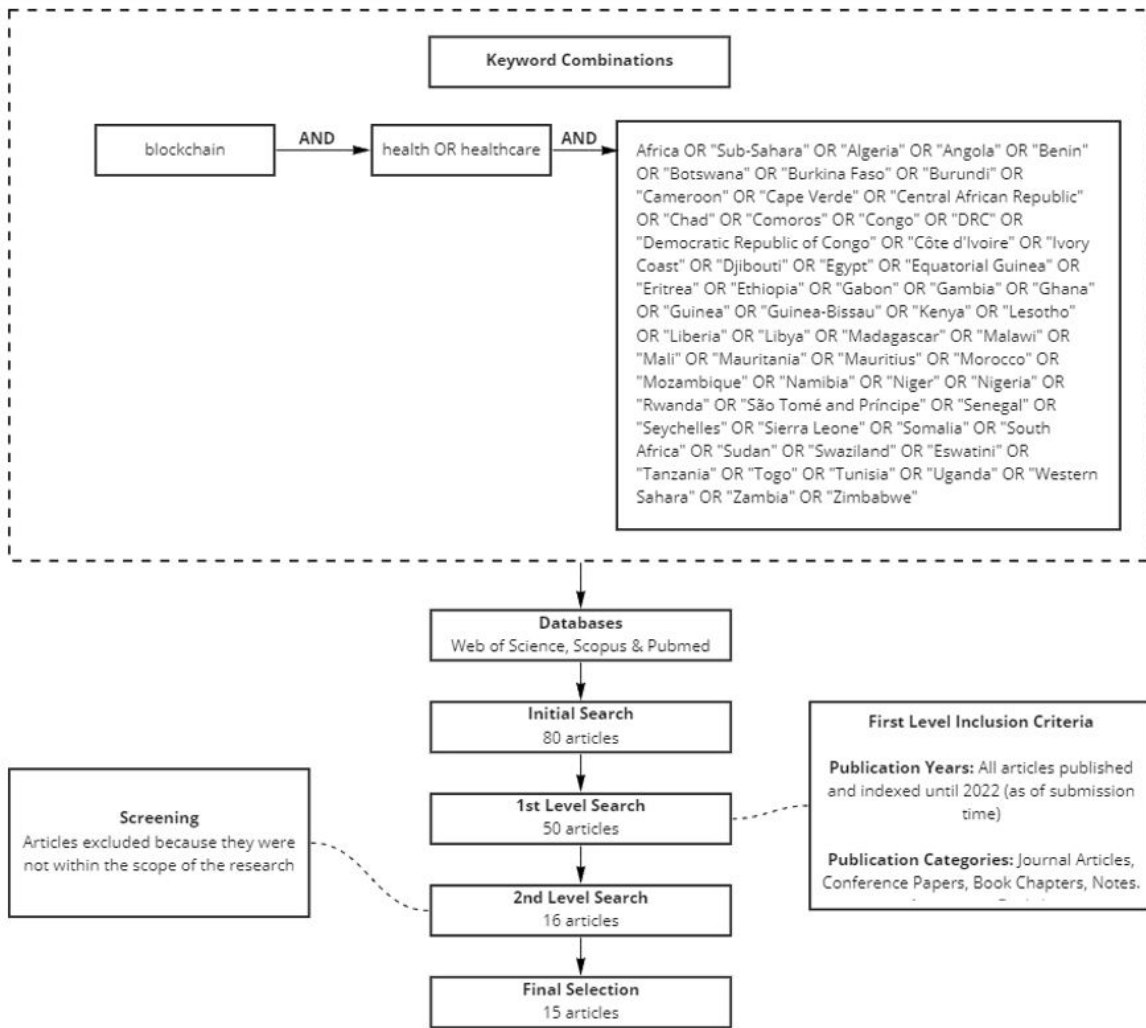 Keyword Combinations
blockchain
AND
health OR healthcare
AND
Africa OR "Sub-Sahara" OR "Algeria" OR "Angola" OR "Benin"
OR "Botswana" OR "Burkina Faso" OR "Burundi" OR
"Cameroon" OR "Cape Verde" OR "Central African Republic"
OR "Chad" OR "Comoros" OR "Congo" OR "DRC" OR
"Democratic Republic of Congo" OR "Côte d'Ivoire" OR "Ivory
Coast" OR "Djibouti" OR "Egypt" OR "Equatorial Guinea" OR
"Eritrea" OR "Ethiopia" OR "Gabon" OR "Gambia" OR "Ghana"
OR "Guinea" OR "Guinea-Bissau" OR "Kenya" OR "Lesotho"
OR "Liberia" OR "Libya" OR "Madagascar" OR "Malawi" OR
"Mali" OR "Mauritania" OR "Mauritius" OR "Morocco" OR
"Mozambique" OR "Namibia" OR "Niger" OR "Nigeria" OR
"Rwanda" OR "São Tomé and Príncipe" OR "Senegal" OR
"Seychelles" OR "Sierra Leone" OR "Somalia" OR "South
Africa" OR "Sudan" OR "Swaziland" OR "Eswatini" OR
"Tanzania" OR "Togo" OR "Tunisia" OR "Uganda" OR "Western
Sahara" OR "Zambia" OR "Zimbabwe"
Databases
Web of Science, Scopus & Pubmed
Initial Search
80 articles
First Level Inclusion Criteria
Publication Years: All articles published
and indexed until 2022 (as of submission
time)
Publication Categories: Journal Articles,
Conference Papers, Book Chapters, Notes.
1st Level Search
50 articles
Screening
Articles excluded because they were
not within the scope of the research
2nd Level Search
16 articles
Final Selection
15 articles